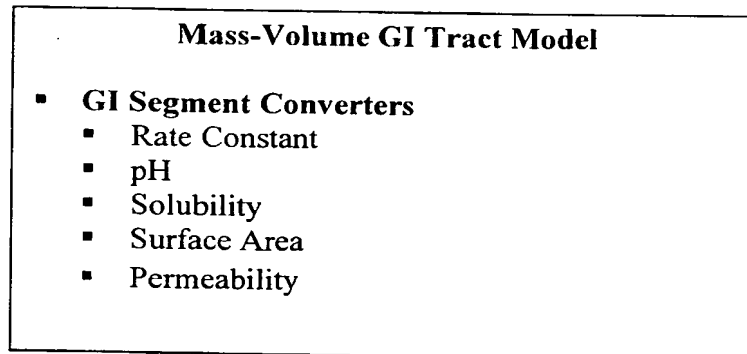 Mass-Volume GI Tract Model
▪ GI Segment Converters
▪ Rate Constant
▪ pH
▪ Solubility
▪ Surface Area
▪ Permeability